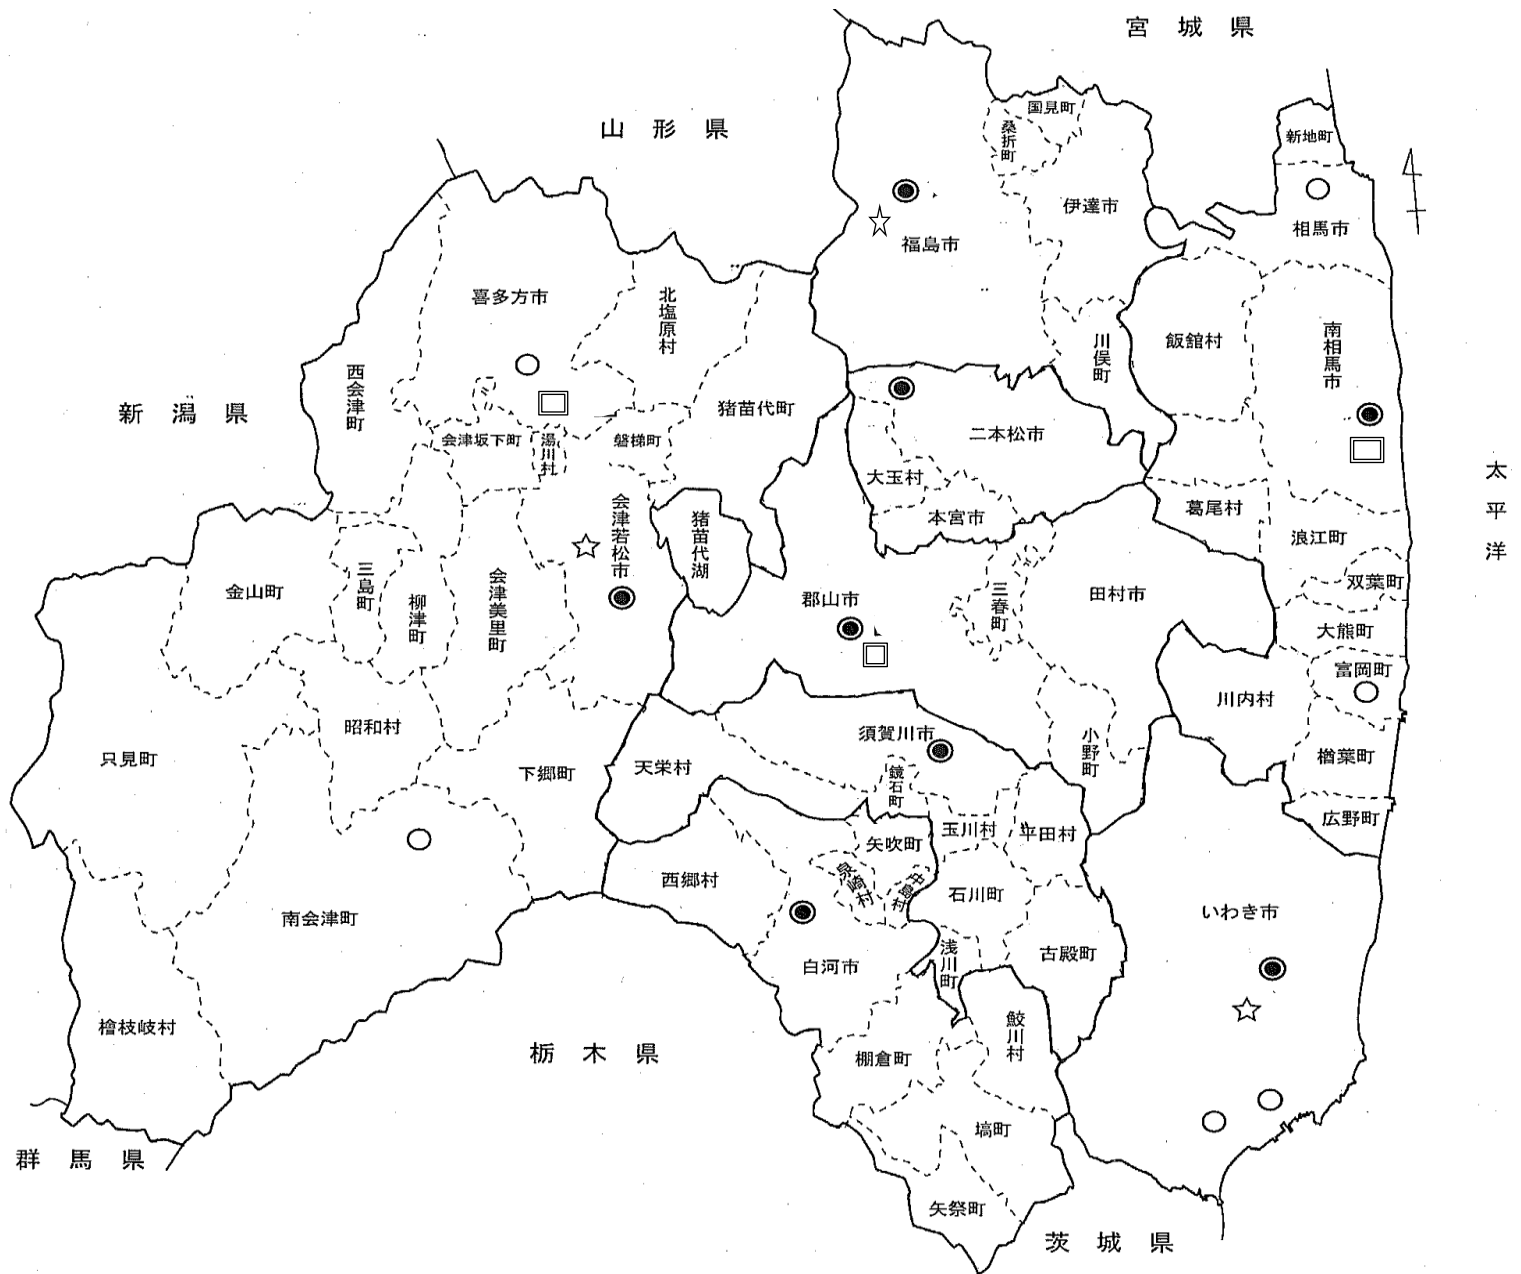 宮城県
山形県
国見町
桑折町
新地町
伊達市
相馬市
福島市
喜多方市
北塩原村
川俣町
飯舘村
南相馬市
西会津町
新潟県
猪苗代町
会津坂下町
湯川村
磐梯町
二本松市
大玉村
本宮市
葛尾村
浪江町
太平洋
会津若松市
猪苗代湖
金山町
三島町
柳津町
会津美里町
郡山市
三春町
田村市
双葉町
大熊町
富岡町
川内村
楢葉町
広野町
只見町
昭和村
下郷町
天栄村
須賀川市
鏡石町
小野町
玉川村
平田村
矢吹町
泉崎村
中島村
西郷村
石川町
南会津町
白河市
浅川町
古殿町
いわき市
檜枝岐村
栃木県
棚倉町
鮫川村
塙町
群馬県
矢祭町
茨城県